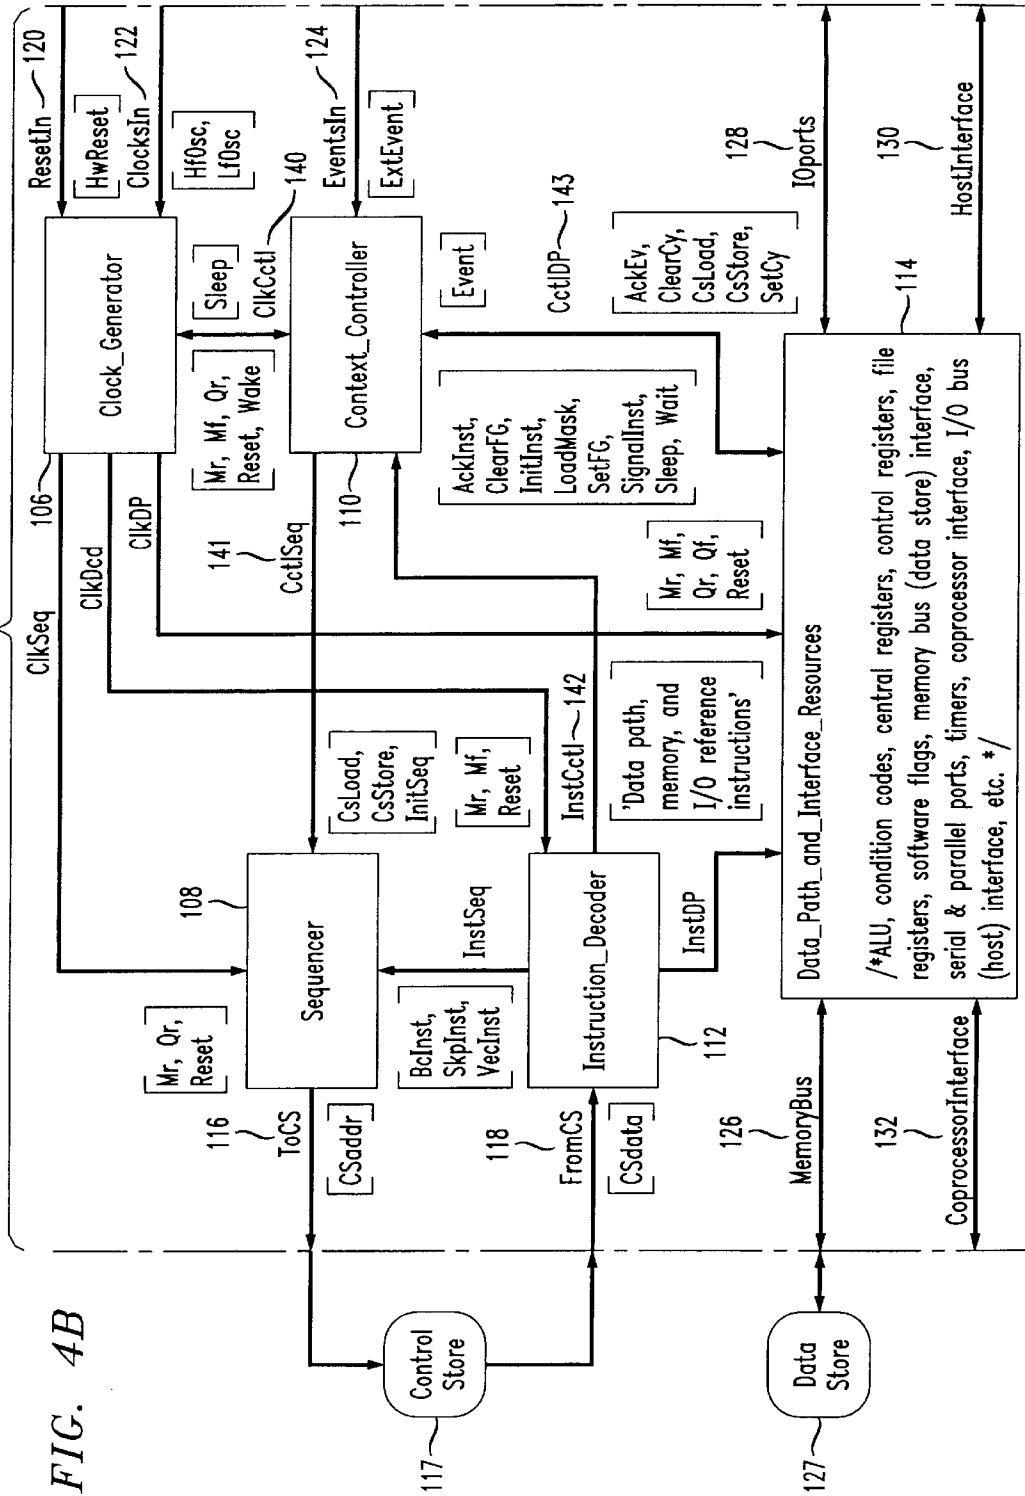 FIG. 4B
Control
Store
117
Data
Store
127
116
ToCS
[CSaddr]
118
FromCS
[CSdata]
126
MemoryBus
132
CoprocessorInterface
[Mr, Qr,
Reset]
Sequencer
108
[BcInst,
SkpInst,
VecInst]
InstSeq
Instruction_Decoder
112
InstDP
[CsLoad,
CsStore,
InitSeq]
[Mr, Mf,
Reset]
InstCctl
142
['Data path,
memory, and
I/O reference
instructions']
ClkSeq
ClkDcd
ClkDP
141
CctlSeq
106
Clock_Generator
110
Context_Controller
[Mr, Mf, Qr,
Reset, Wake]
[Sleep]
ClkCctl
140
[AckInst,
ClearFG,
InitInst,
LoadMask,
SetFG,
SignalInst,
Sleep, Wait]
[Mr, Mf,
Qr, Qf,
Reset]
[Event]
CctlDP
143
[AckEv,
ClearCy,
CsLoad,
CsStore,
SetCy]
ResetIn
120
[HwReset]
ClocksIn
122
[HfOsc,
LfOsc]
EventsIn
124
[ExtEvent]
Data_Path_and_Interface_Resources
/*ALU, condition codes, central registers, control registers, file
registers, software flags, memory bus (data store) interface,
serial & parallel ports, timers, coprocessor interface, I/O bus
(host) interface, etc. */
114
128
IOports
130
HostInterface